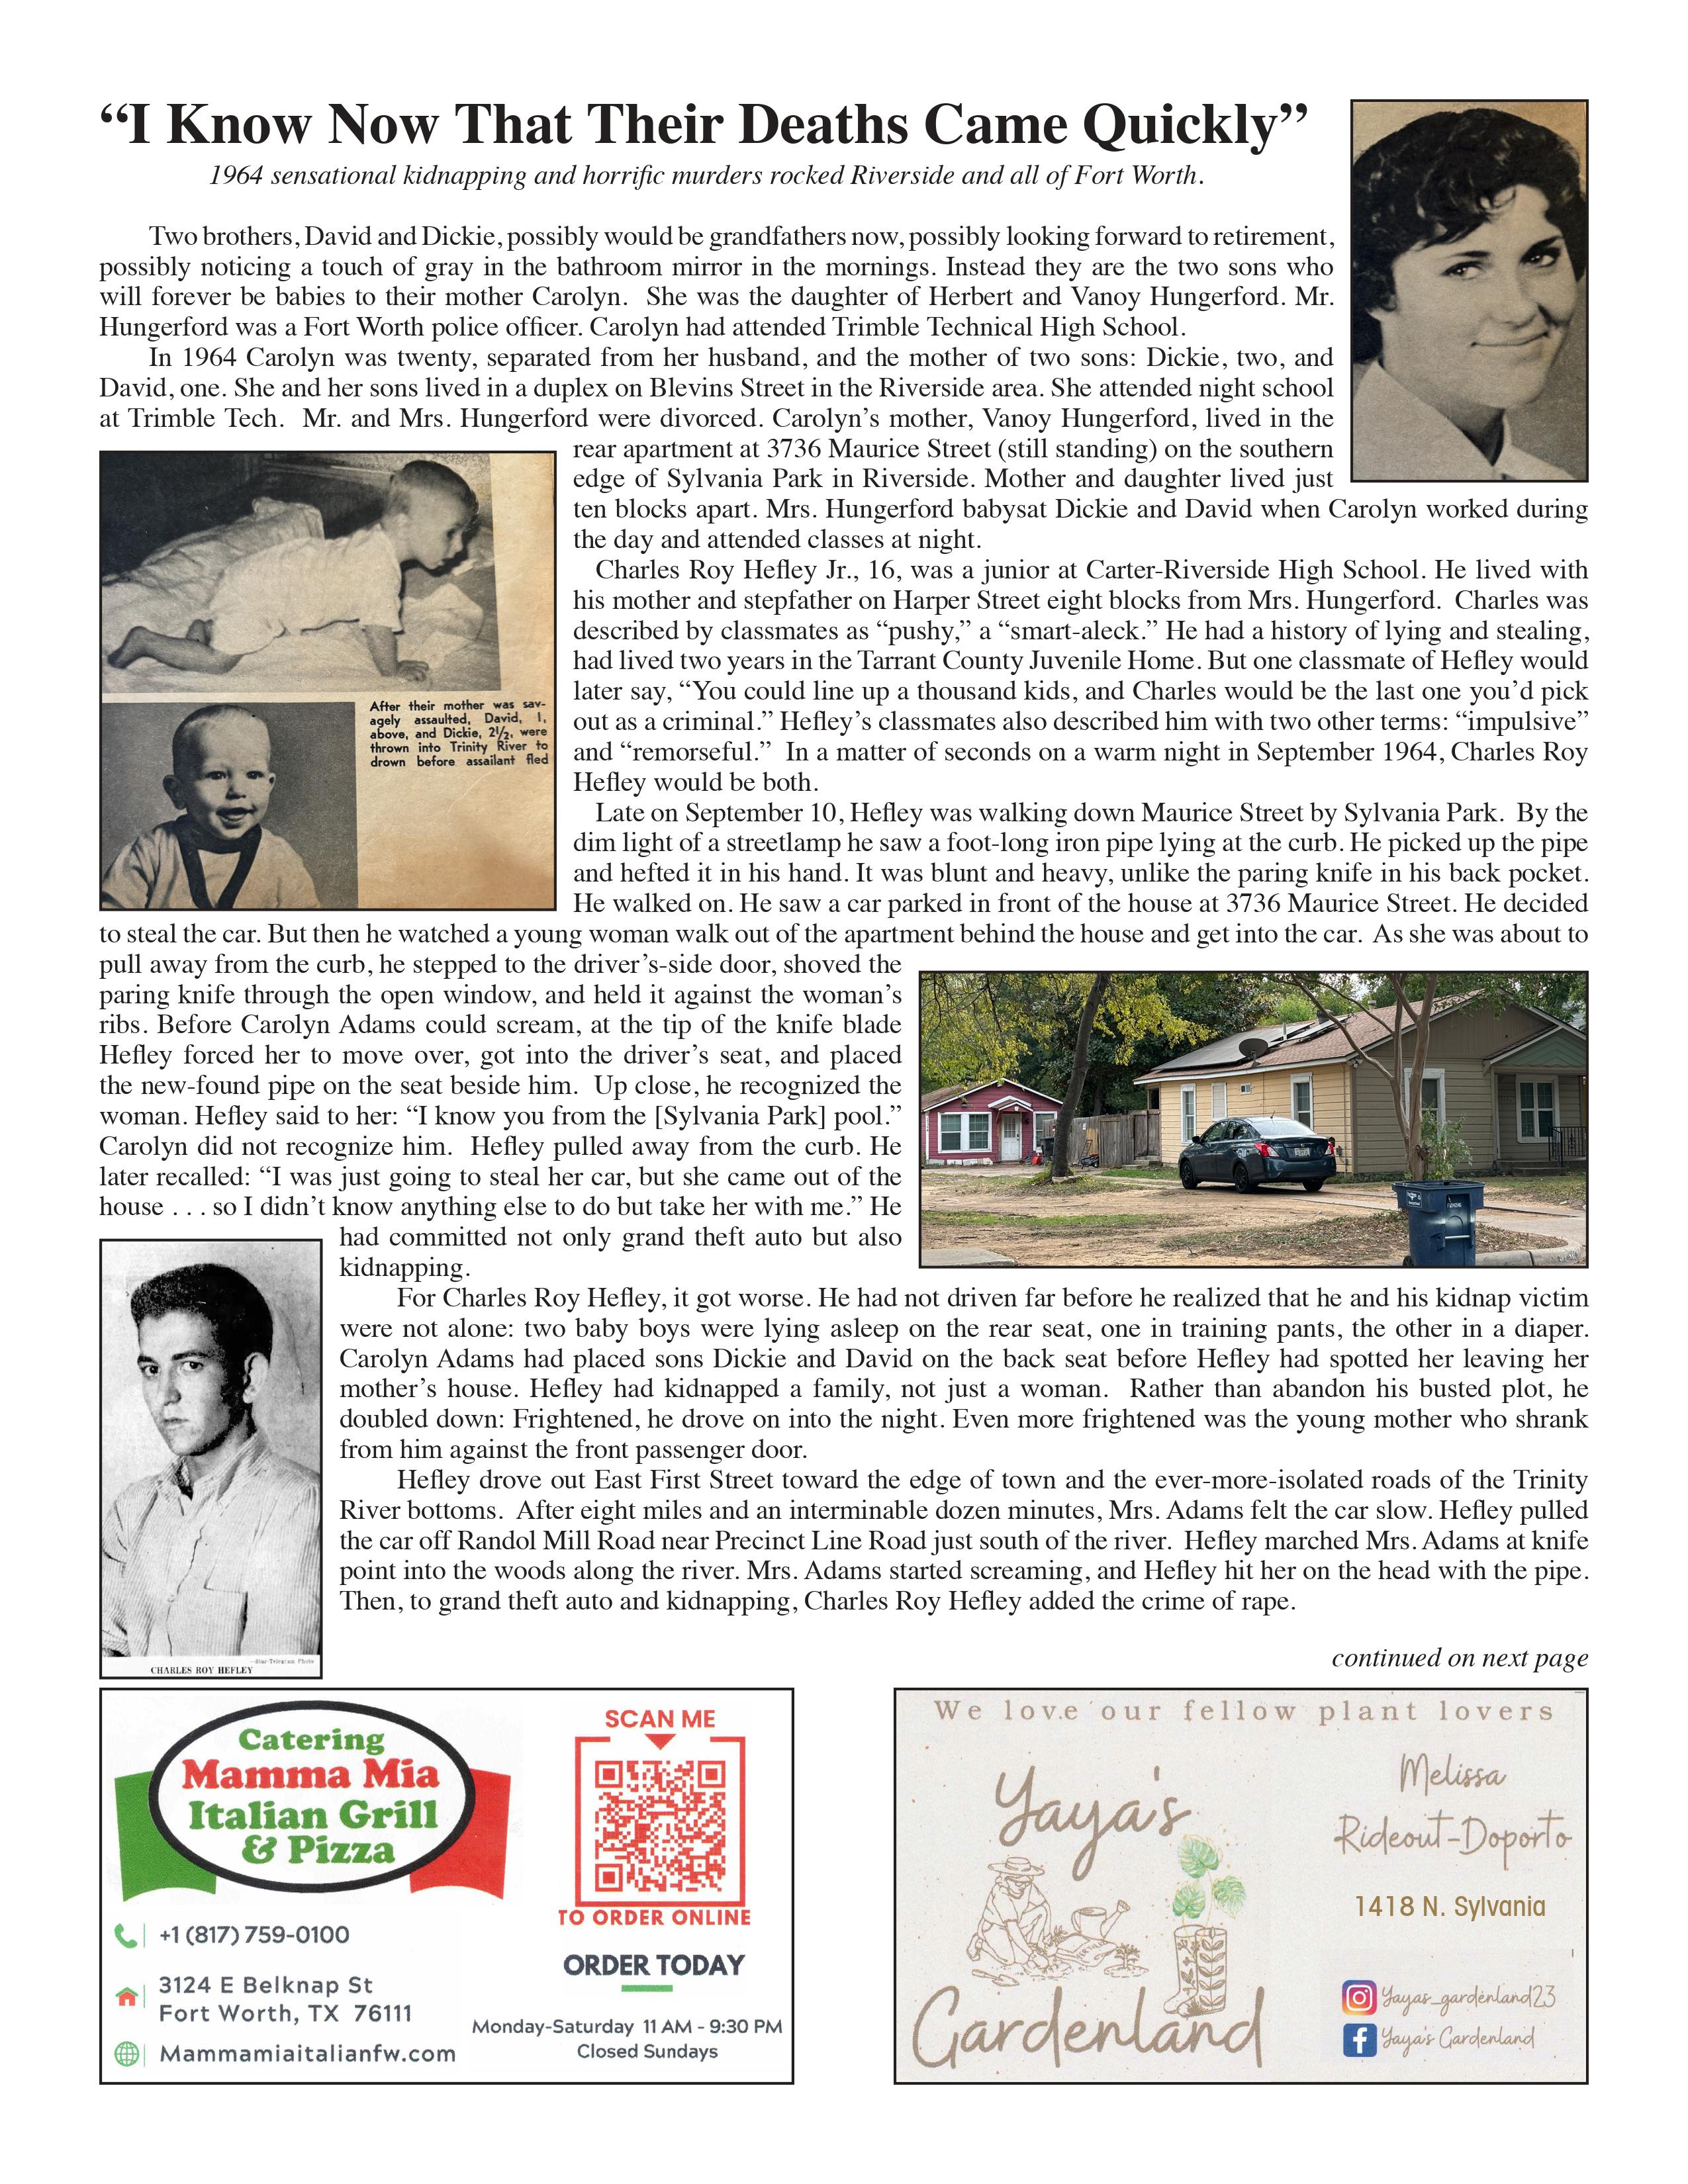 “I Know Now That Their Deaths Came Quickly”
1964 sensational kidnapping and horrific murders rocked Riverside and all of Fort Worth.
Two brothers, David and Dickie, possibly would be grandfathers now, possibly looking forward to retirement,
possibly noticing a touch of gray in the bathroom mirror in the mornings. Instead they are the two sons who
will forever be babies to their mother Carolyn.  She was the daughter of Herbert and Vanoy Hungerford. Mr.
Hungerford was a Fort Worth police officer. Carolyn had attended Trimble Technical High School.
In 1964 Carolyn was twenty, separated from her husband, and the mother of two sons: Dickie, two, and
David, one. She and her sons lived in a duplex on Blevins Street in the Riverside area. She attended night school
at Trimble Tech.  Mr. and Mrs. Hungerford were divorced. Carolyn’s mother, Vanoy Hungerford, lived in the
rear apartment at 3736 Maurice Street (still standing) on the southern
edge of Sylvania Park in Riverside. Mother and daughter lived just
ten blocks apart. Mrs. Hungerford babysat Dickie and David when Carolyn worked during
the day and attended classes at night.
Charles Roy Hefley Jr., 16, was a junior at Carter-Riverside High School. He lived with
his mother and stepfather on Harper Street eight blocks from Mrs. Hungerford.  Charles was
described by classmates as “pushy,” a “smart-aleck.” He had a history of lying and stealing,
had lived two years in the Tarrant County Juvenile Home. But one classmate of Hefley would
later say, “You could line up a thousand kids, and Charles would be the last one you’d pick
out as a criminal.” Hefley’s classmates also described him with two other terms: “impulsive”
and “remorseful.”  In a matter of seconds on a warm night in September 1964, Charles Roy
Hefley would be both.
After their mother was sav-
agely assaulted, David, 1,
above, and Dickie, 2½, were
thrown into Trinity River to
drown before assailant fled
Late on September 10, Hefley was walking down Maurice Street by Sylvania Park.  By the
dim light of a streetlamp he saw a foot-long iron pipe lying at the curb. He picked up the pipe
and hefted it in his hand. It was blunt and heavy, unlike the paring knife in his back pocket.
He walked on. He saw a car parked in front of the house at 3736 Maurice Street. He decided
to steal the car. But then he watched a young woman walk out of the apartment behind the house and get into the car.  As she was about to
pull away from the curb, he stepped to the driver’s-side door, shoved the
paring knife through the open window, and held it against the woman’s
ribs. Before Carolyn Adams could scream, at the tip of the knife blade
Hefley forced her to move over, got into the driver’s seat, and placed
the new-found pipe on the seat beside him.  Up close, he recognized the
woman. Hefley said to her: “I know you from the [Sylvania Park] pool.”
Carolyn did not recognize him.  Hefley pulled away from the curb. He
later recalled: “I was just going to steal her car, but she came out of the
house . . . so I didn’t know anything else to do but take her with me.” He
had committed not only grand theft auto but also
kidnapping.
For Charles Roy Hefley, it got worse. He had not driven far before he realized that he and his kidnap victim
were not alone: two baby boys were lying asleep on the rear seat, one in training pants, the other in a diaper.
Carolyn Adams had placed sons Dickie and David on the back seat before Hefley had spotted her leaving her
mother’s house. Hefley had kidnapped a family, not just a woman.  Rather than abandon his busted plot, he
doubled down: Frightened, he drove on into the night. Even more frightened was the young mother who shrank
from him against the front passenger door.
Hefley drove out East First Street toward the edge of town and the ever-more-isolated roads of the Trinity
River bottoms.  After eight miles and an interminable dozen minutes, Mrs. Adams felt the car slow. Hefley pulled
the car off Randol Mill Road near Precinct Line Road just south of the river.  Hefley marched Mrs. Adams at knife
point into the woods along the river. Mrs. Adams started screaming, and Hefley hit her on the head with the pipe.
Then, to grand theft auto and kidnapping, Charles Roy Hefley added the crime of rape.
—Star-Telegram Photo
CHARLES ROY HEFLEY
continued on next page
Catering
Mamma Mia
Italian Grill
& Pizza
+1 (817) 759-0100
3124 E Belknap St
Fort Worth, TX  76111
Mammamiaitalianfw.com
SCAN ME
TO ORDER ONLINE
ORDER TODAY
Monday-Saturday  11 AM - 9:30 PM
Closed Sundays
We love our fellow plant lovers
Yaya's
Gardenland
Melissa
Rideout-Doporto
1418 N. Sylvania
Yayas_gardenland23
Yaya's Gardenland